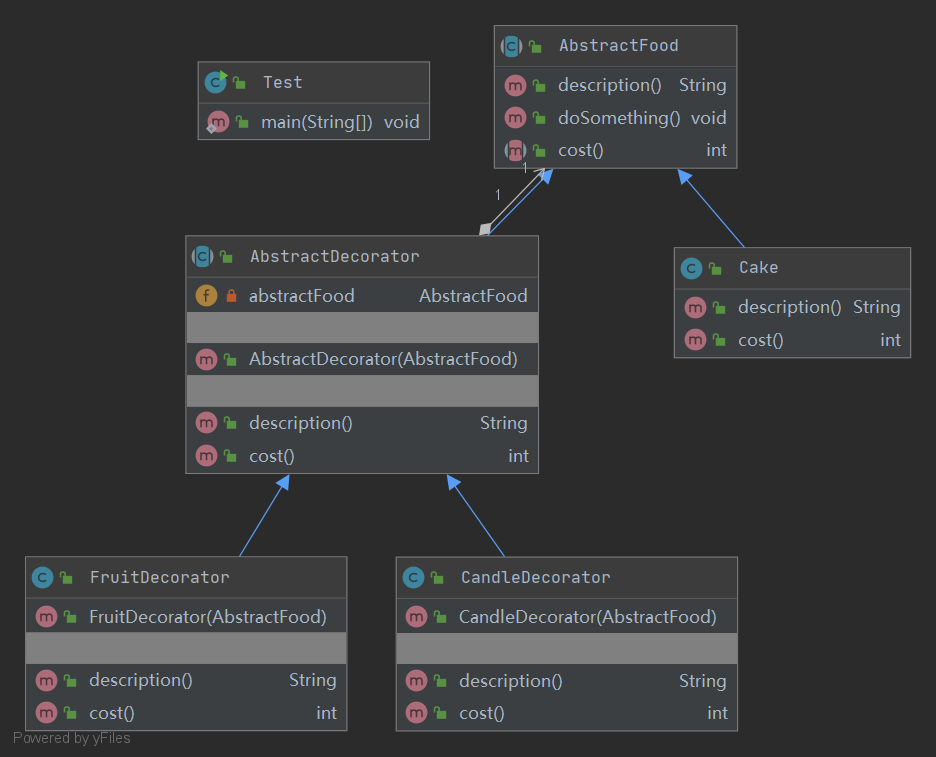 AbstractFood
description() String
doSomething() void
cost() int
Test
main(String[]) void
1
1
AbstractDecorator
abstractFood AbstractFood
AbstractDecorator(AbstractFood)
description() String
cost() int
Cake
description() String
cost() int
FruitDecorator
FruitDecorator(AbstractFood)
description() String
cost() int
CandleDecorator
CandleDecorator(AbstractFood)
description() String
cost() int
Powered by yFiles